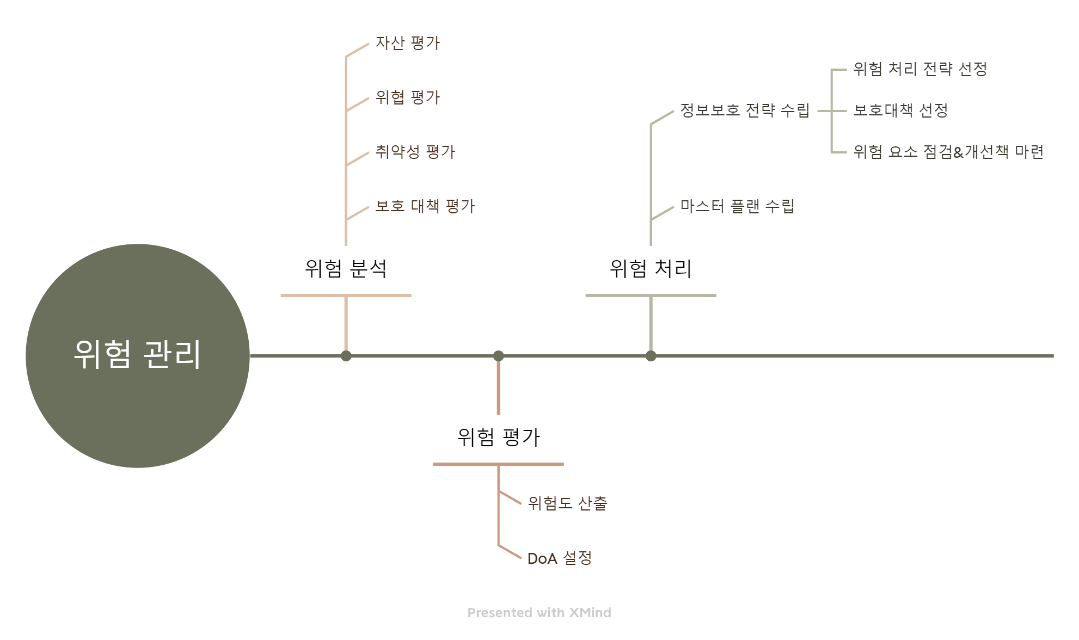 위험 관리
위험 분석
자산 평가
위협 평가
취약성 평가
보호 대책 평가
위험 평가
위험도 산출
DoA 설정
위험 처리
정보보호 전략 수립
위험 처리 전략 선정
보호대책 선정
위험 요소 점검&개선책 마련
마스터 플랜 수립
Presented with XMind